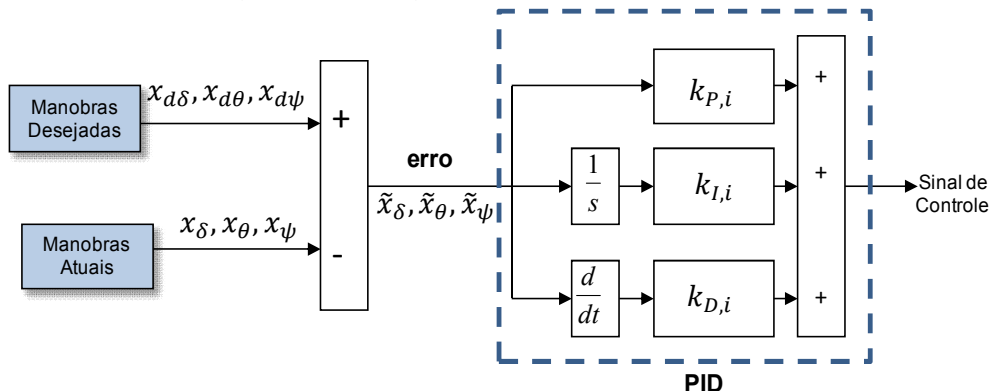 Manobras
Desejadas
x_{dδ}, x_{dθ}, x_{dψ}
+
Manobras
Atuais
x_δ, x_θ, x_ψ
-
erro
x̃_δ, x̃_θ, x̃_ψ
k_{P,i}
+
1/s
k_{I,i}
+
d/dt
k_{D,i}
+
Sinal de
Controle
PID